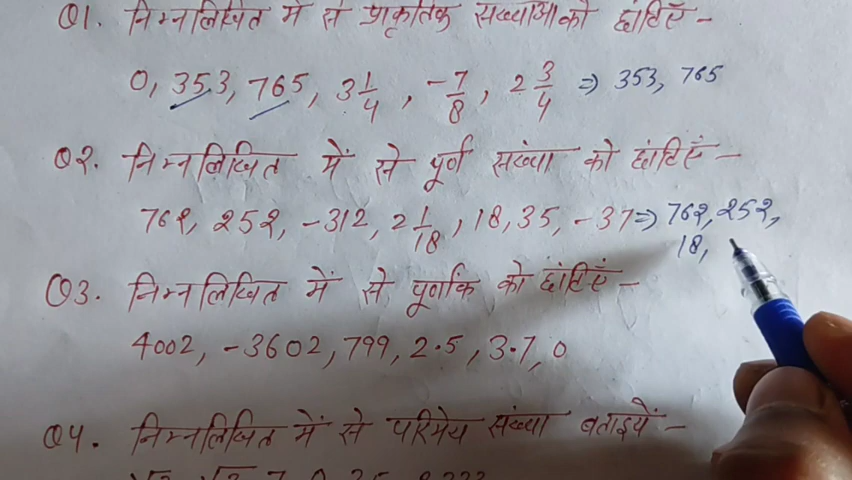 Q1. निम्नलिखित में से प्राकृतिक संख्याओ को छांटिएँ -
0, 353, 765, 3 1/4, -7/8, 2 3/4 ⇒ 353, 765
Q2. निम्नलिखित में से पूर्ण संख्या को छांटिएँ -
762, 252, -312, 2 1/18, 18, 35, -37 ⇒ 762, 252,
18,
Q3. निम्नलिखित में से पूर्णांक को छांटिएँ -
4002, -3602, 799, 2.5, 3.7, 0
Q4. निम्नलिखित में से परिमेय संख्या बताइयें -